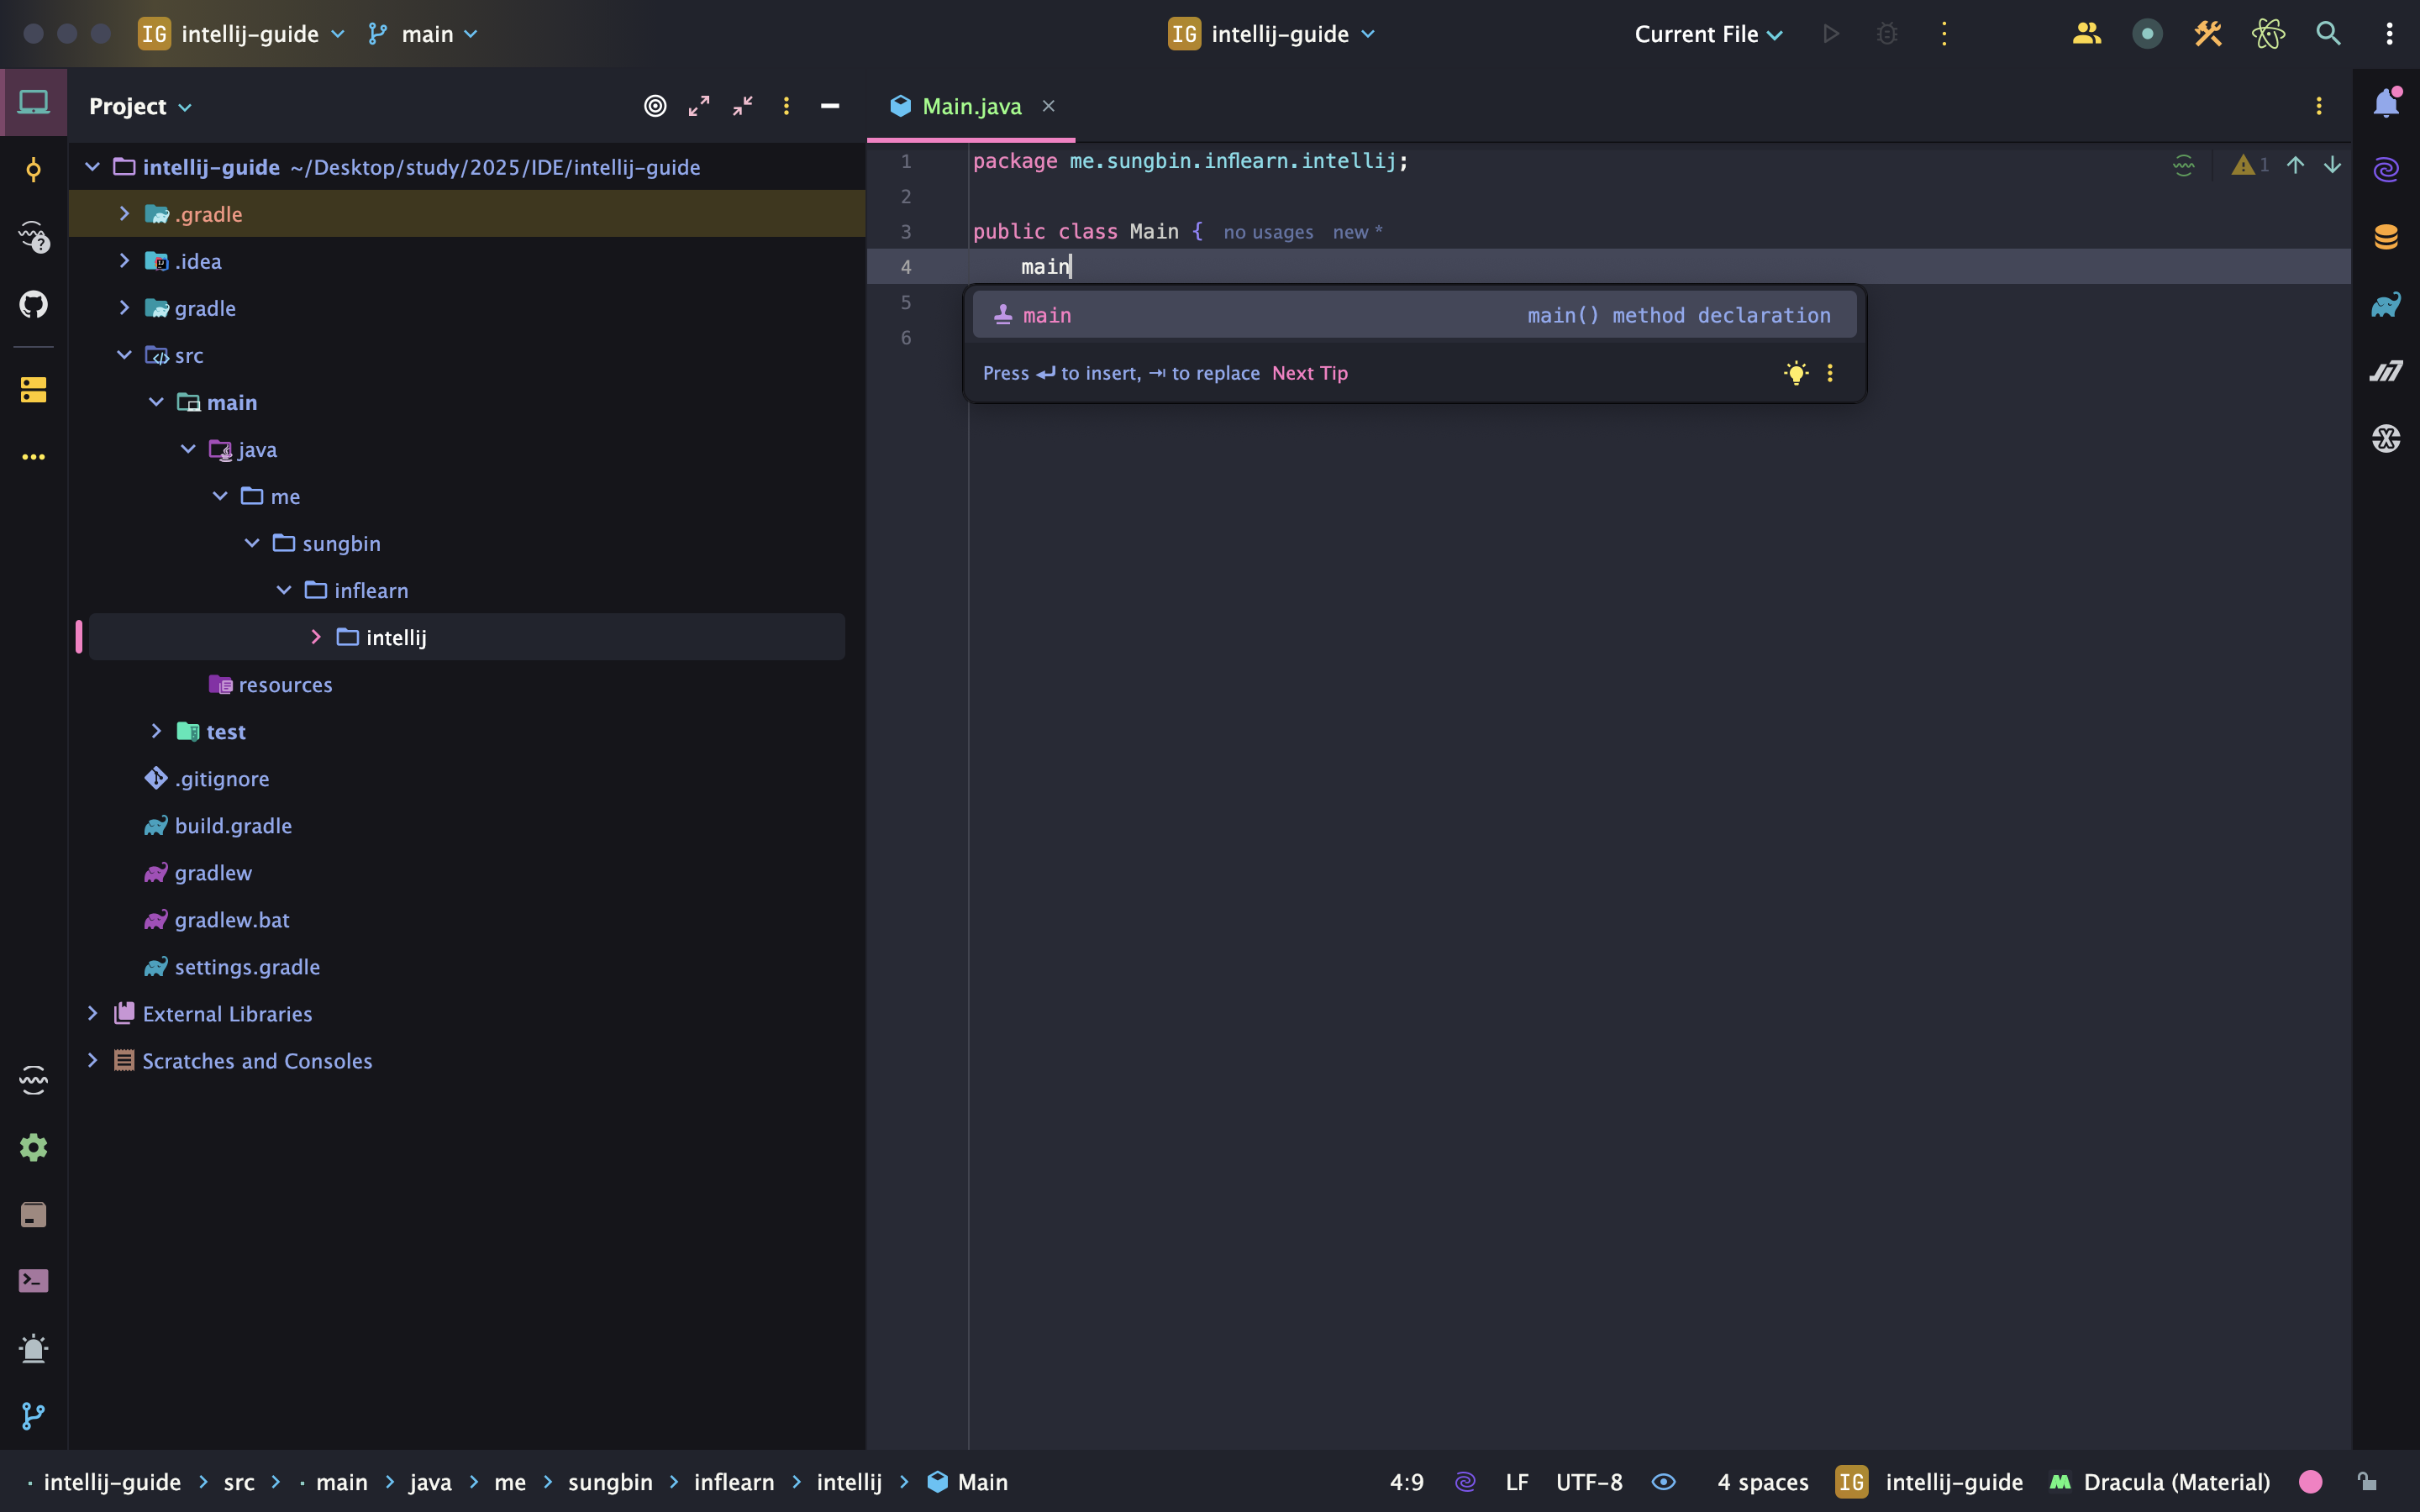 IG intellij-guide main IG intellij-guide Current File
Project
Main.java
intellij-guide ~/Desktop/study/2025/IDE/intellij-guide
.gradle
.idea
gradle
src
main
java
me
sungbin
inflearn
intellij
resources
test
.gitignore
build.gradle
gradlew
gradlew.bat
settings.gradle
External Libraries
Scratches and Consoles
1 package me.sungbin.inflearn.intellij;
2
3 public class Main { no usages new *
4 main
5
6
1
main main() method declaration
Press ↵ to insert, ⇥ to replace Next Tip
intellij-guide > src > main > java > me > sungbin > inflearn > intellij > Main 4:9 LF UTF-8 4 spaces IG intellij-guide Dracula (Material)